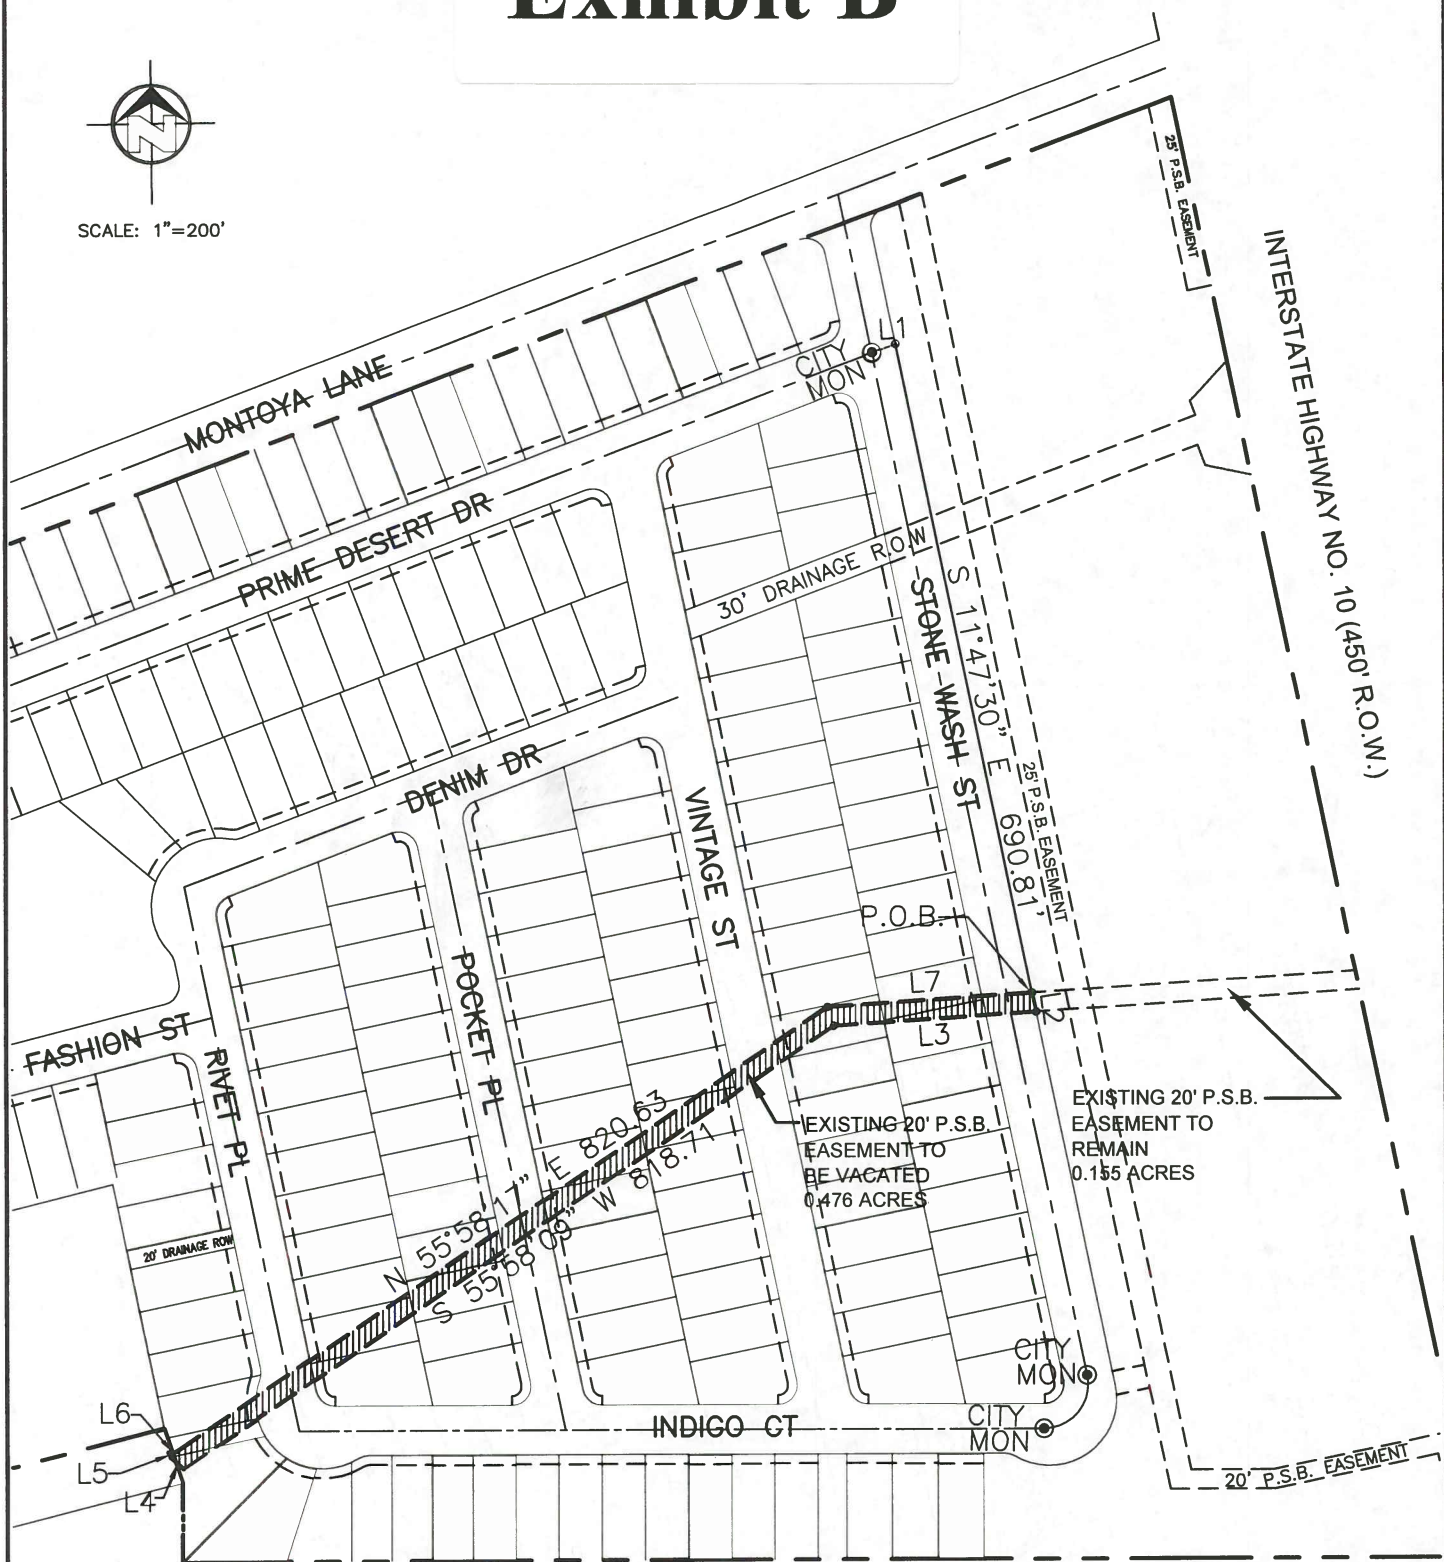 Exhibit B
N
SCALE: 1"=200'
25' P.S.B. EASEMENT
INTERSTATE HIGHWAY NO. 10 (450' R.O.W.)
MONTOYA LANE
L1
CITY
MON
PRIME DESERT DR
30' DRAINAGE R.O.W
STONE WASH ST
S 11°47'30" E 690.81'
25' P.S.B. EASEMENT
DENIM DR
VINTAGE ST
P.O.B.
POCKET PL
L7
L2
L3
FASHION ST
RIVET PL
EXISTING 20' P.S.B.
EASEMENT TO
BE VACATED
0.476 ACRES
EXISTING 20' P.S.B.
EASEMENT TO
REMAIN
0.155 ACRES
N 55°58'17" E 820.63
S 55°58'09" W 818.71
20' DRAINAGE ROW
CITY
MON
CITY
MON
INDIGO CT
L6
L5
L4
20' P.S.B. EASEMENT